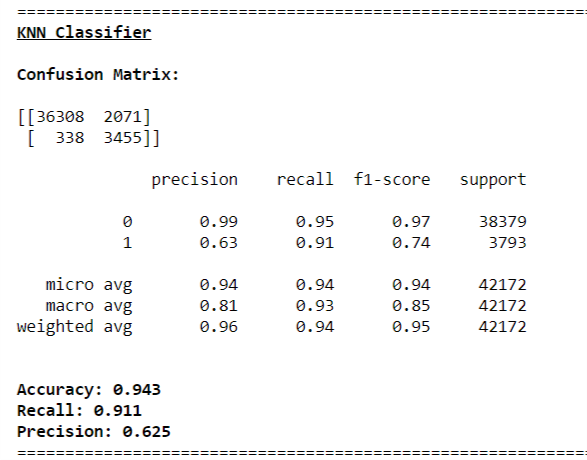 KNN Classifier
Confusion Matrix:
[[36308  2071]
 [  338  3455]]
              precision    recall  f1-score   support
           0       0.99      0.95      0.97     38379
           1       0.63      0.91      0.74      3793
   micro avg       0.94      0.94      0.94     42172
   macro avg       0.81      0.93      0.85     42172
weighted avg       0.96      0.94      0.95     42172
Accuracy: 0.943
Recall: 0.911
Precision: 0.625